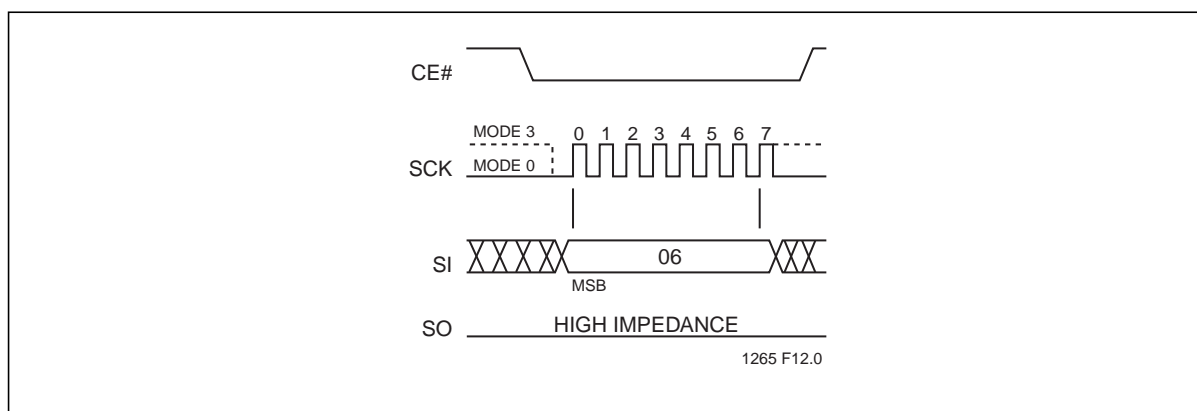 CE#
MODE 3
0 1 2 3 4 5 6 7
SCK
MODE 0
SI
06
MSB
SO
HIGH IMPEDANCE
1265 F12.0